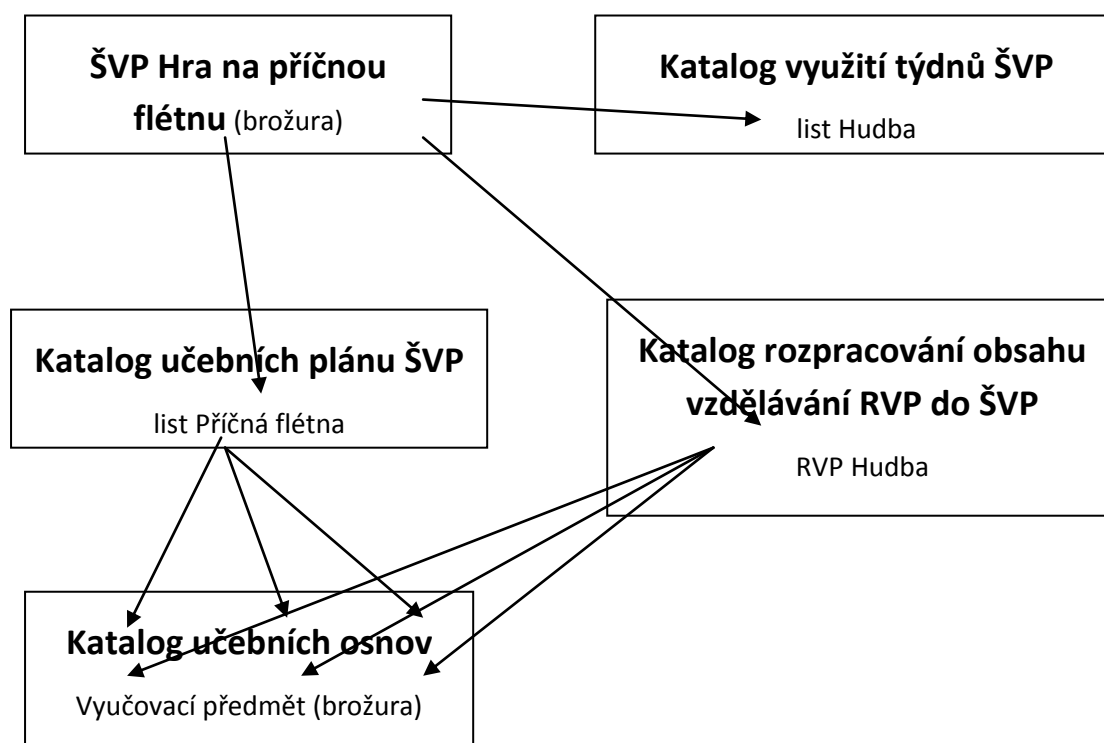 ŠVP Hra na příčnou
flétnu (brožura)
Katalog využití týdnů ŠVP
list Hudba
Katalog učebních plánu ŠVP
list Příčná flétna
Katalog rozpracování obsahu
vzdělávání RVP do ŠVP
RVP Hudba
Katalog učebních osnov
Vyučovací předmět (brožura)